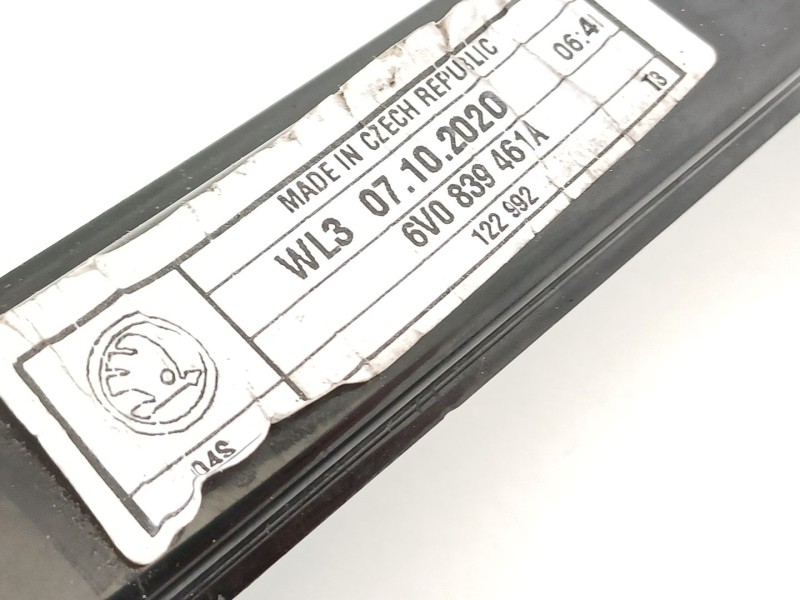 MADE IN CZECH REPUBLIC 06:4
WL3 07.10.2020
6V0 839 461A T3
122 992
04S